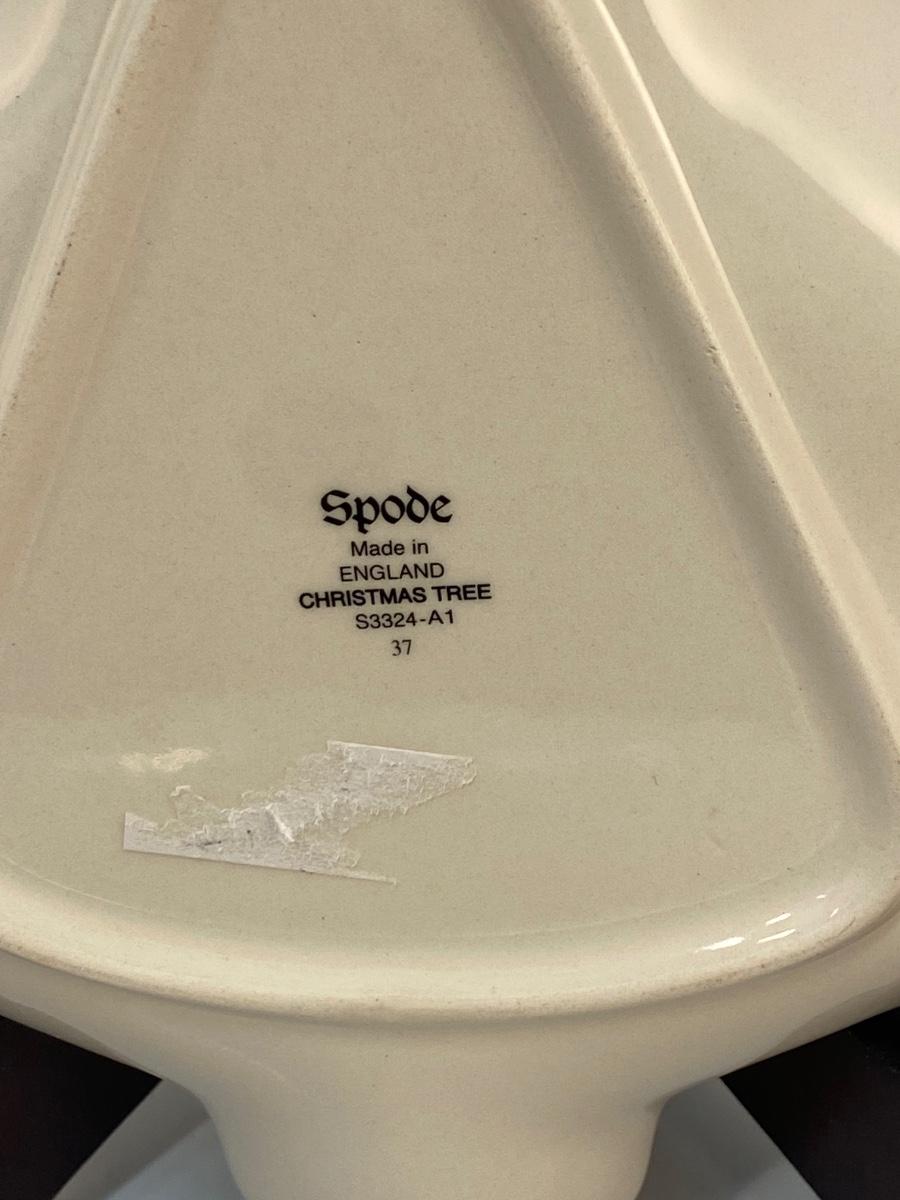 Spode
Made in
ENGLAND
CHRISTMAS TREE
S3324-A1
37